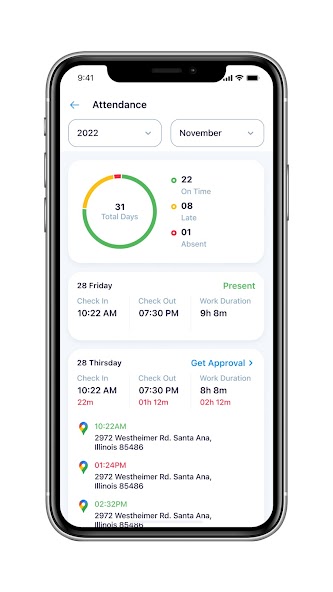 9:41
Attendance
2022 November
31
Total Days
22
On Time
08
Late
01
Absent
28 Friday Present
Check In Check Out Work Duration
10:22 AM 07:30 PM 9h 8m
28 Thirsday Get Approval
Check In Check Out Work Duration
10:22 AM 07:30 PM 8h 8m
22m 01h 12m 02h 12m
10:22AM
2972 Westheimer Rd. Santa Ana,
Illinois 85486
01:24PM
2972 Westheimer Rd. Santa Ana,
Illinois 85486
02:32PM
2972 Westheimer Rd. Santa Ana,
Illinois 85486